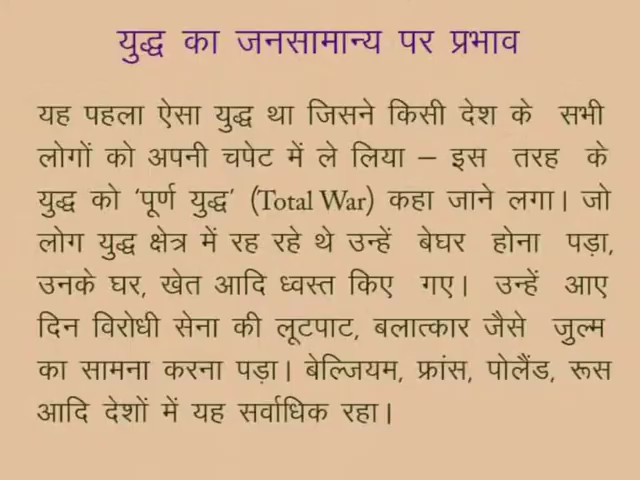 युद्ध का जनसामान्य पर प्रभाव
यह पहला ऐसा युद्ध था जिसने किसी देश के सभी
लोगों को अपनी चपेट में ले लिया – इस तरह के
युद्ध को 'पूर्ण युद्ध' (Total War) कहा जाने लगा। जो
लोग युद्ध क्षेत्र में रह रहे थे उन्हें बेघर होना पड़ा,
उनके घर, खेत आदि ध्वस्त किए गए। उन्हें आए
दिन विरोधी सेना की लूटपाट, बलात्कार जैसे जुल्म
का सामना करना पड़ा। बेल्जियम, फ्रांस, पोलैंड, रूस
आदि देशों में यह सर्वाधिक रहा।